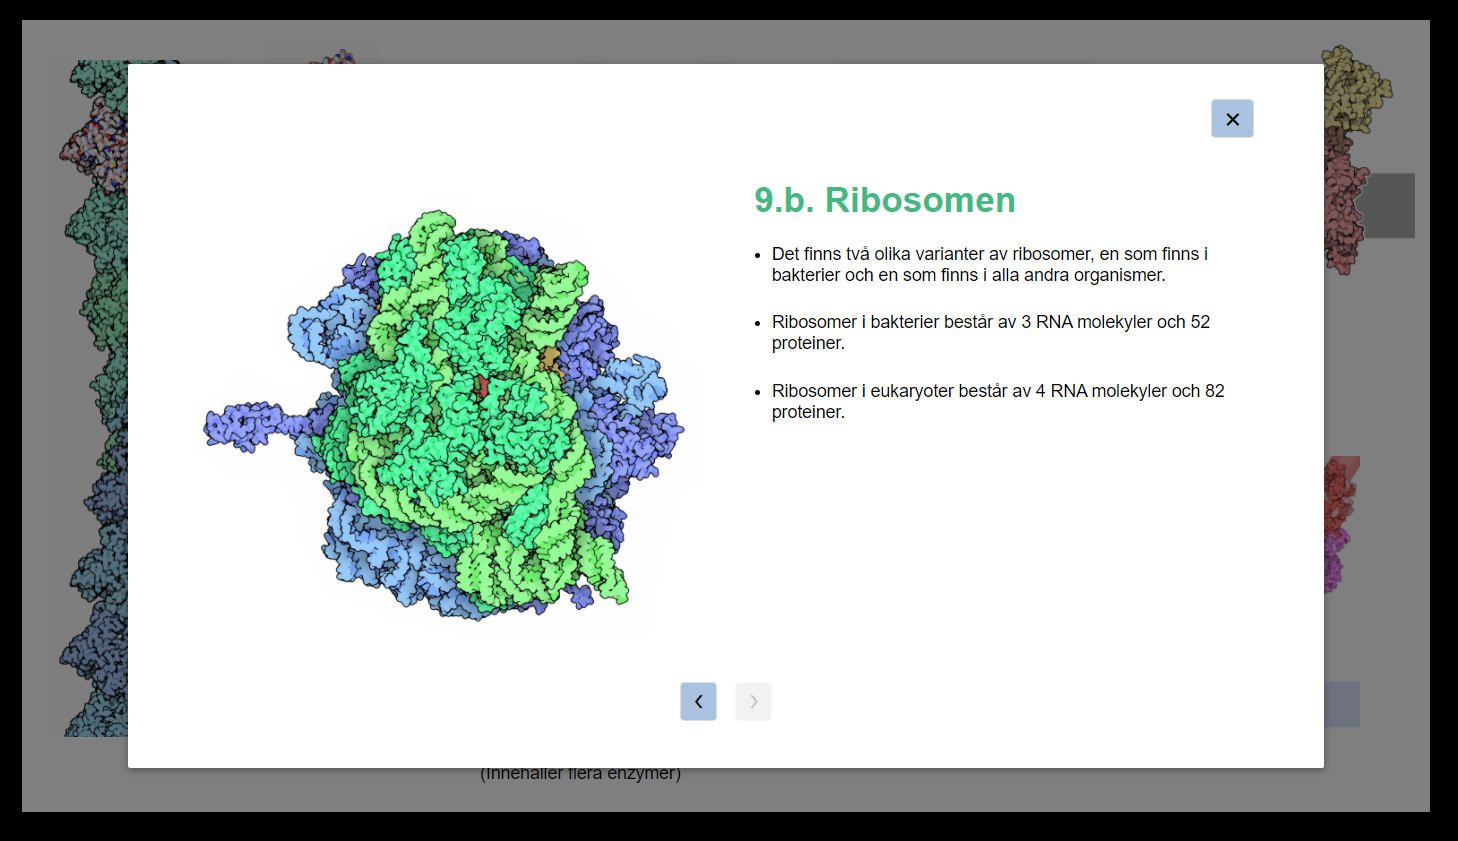 9.b. Ribosomen
Det finns två olika varianter av ribosomer, en som finns i
bakterier och en som finns i alla andra organismer.
Ribosomer i bakterier består av 3 RNA molekyler och 52
proteiner.
Ribosomer i eukaryoter består av 4 RNA molekyler och 82
proteiner.
(Innehåller flera enzymer)